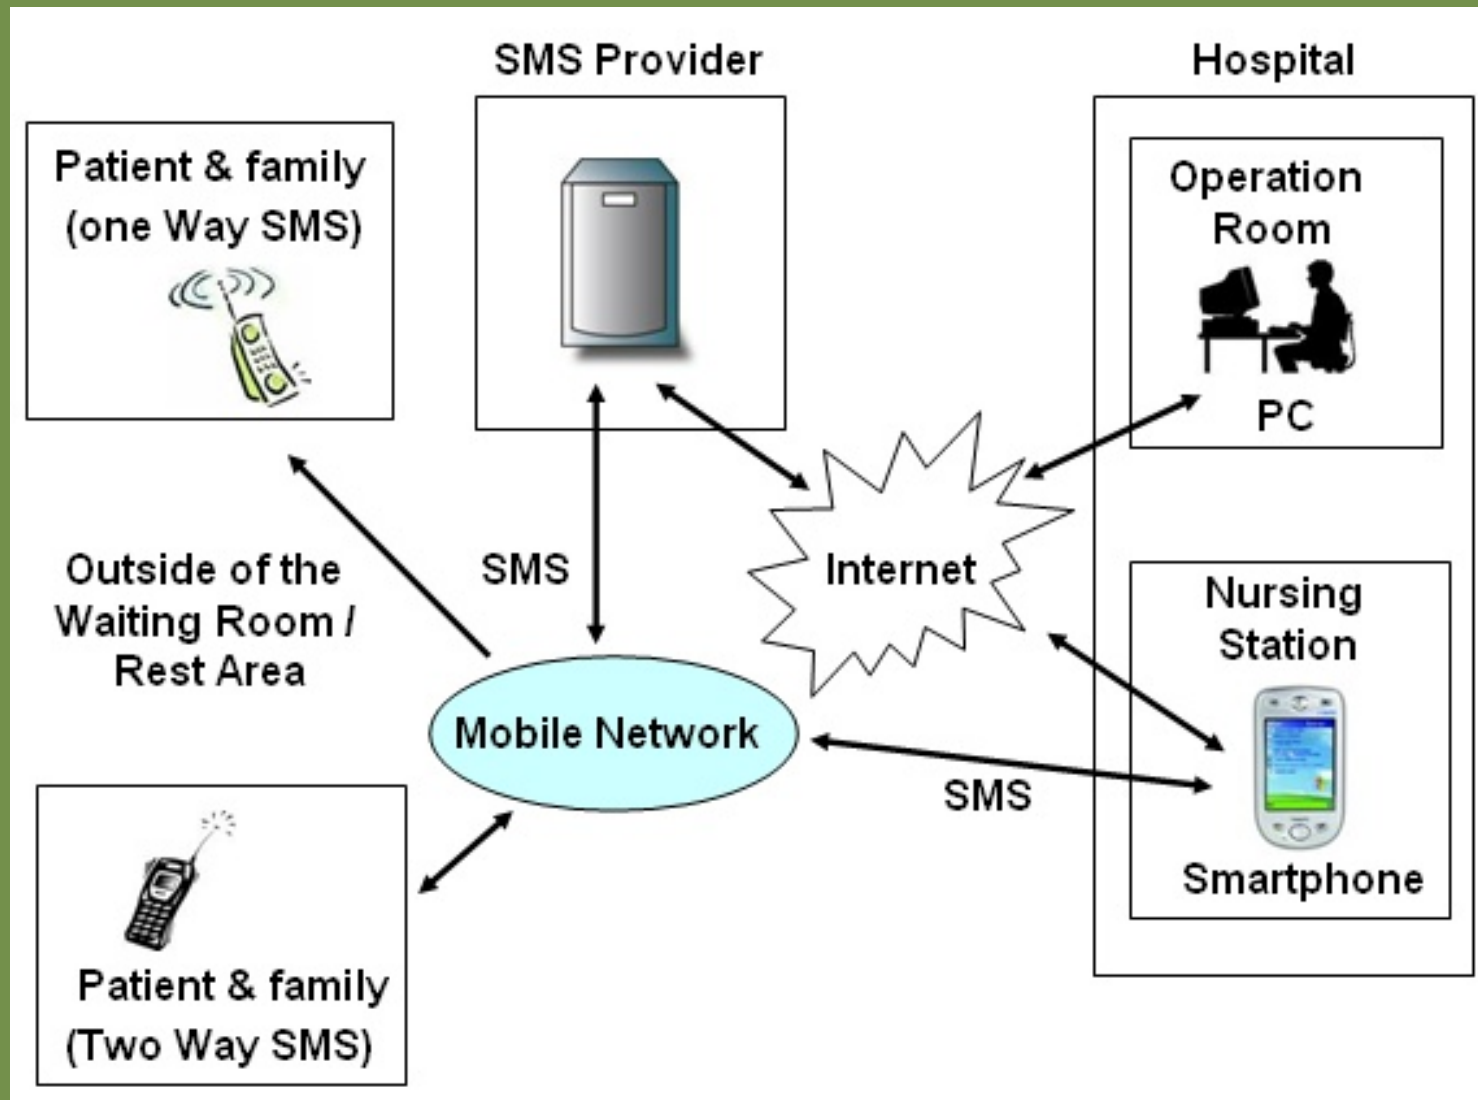 SMS Provider
Hospital
Patient & family
(one Way SMS)
Operation
Room
PC
SMS
Internet
Outside of the
Waiting Room /
Rest Area
Nursing
Station
Mobile Network
SMS
Smartphone
Patient & family
(Two Way SMS)